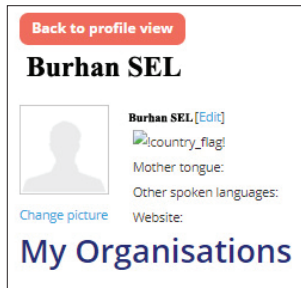 Back to profile view
Burhan SEL
Burhan SEL [Edit]
!country_flag!
Mother tongue:
Other spoken languages:
Change picture
Website:
My Organisations